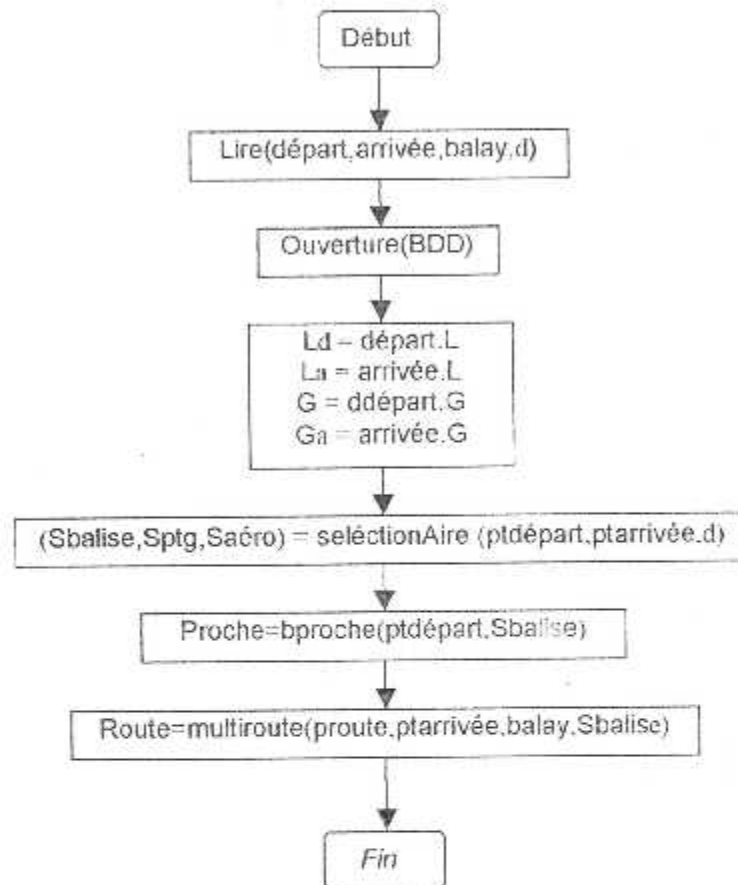 Début
Lire(départ,arrivée,balay,d)
Ouverture(BDD)
Ld = départ.L
La = arrivée.L
G = ddépart.G
Ga = arrivée.G
(Sbalise,Sptg,Saéro) = seléctionAire (ptdépart,ptarrivée,d)
Proche=bproche(ptdépart,Sbalise)
Route=multiroute(proute,ptarrivée,balay,Sbalise)
Fin